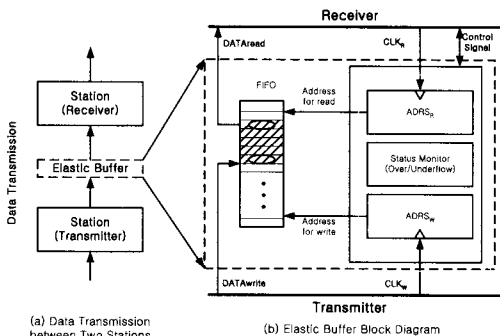 Data Transmission
Station
(Receiver)
Elastic Buffer
Station
(Transmitter)
(a) Data Transmission
between Two Stations
Receiver
DATAread
CLKR
Control
Signal
FIFO
Address
for read
ADRSR
Status Monitor
(Over/Underflow)
Address
for write
ADRSW
DATAwrite
CLKW
Transmitter
(b) Elastic Buffer Block Diagram